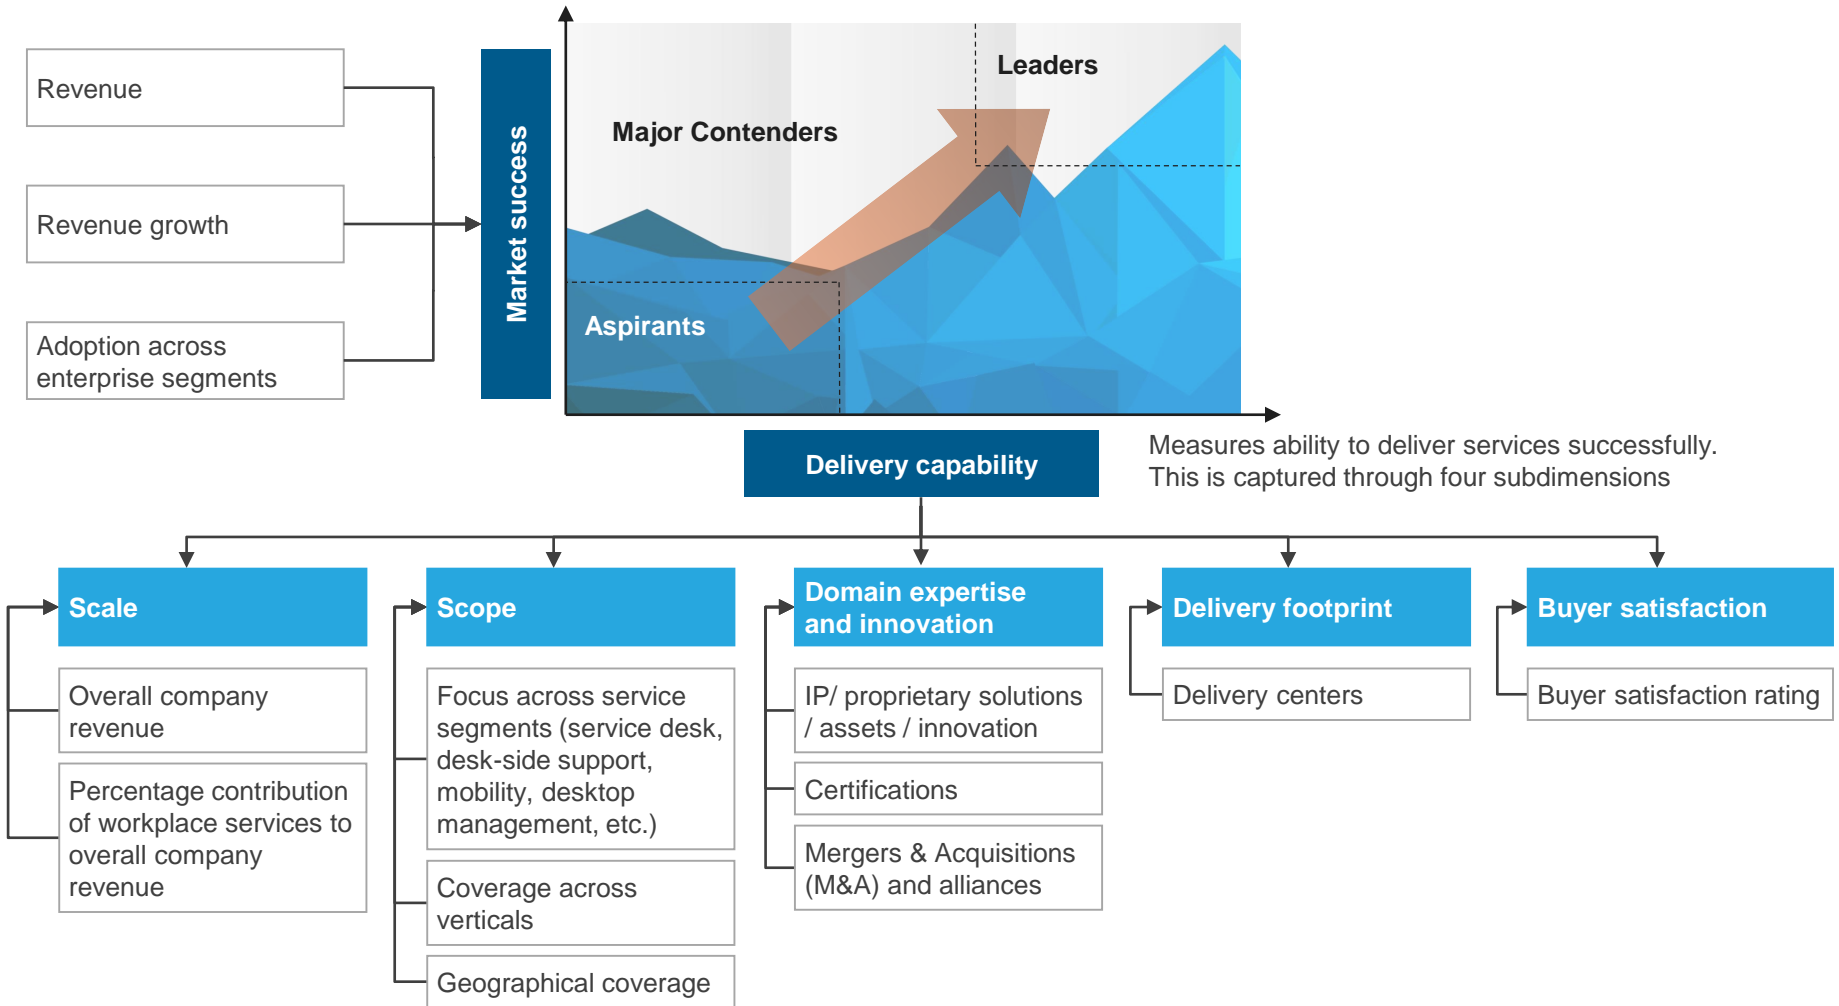 Revenue
Revenue growth
Adoption across
enterprise segments
Market success
Leaders
Major Contenders
Aspirants
Delivery capability
Measures ability to deliver services successfully.
This is captured through four subdimensions
Scale
Overall company
revenue
Percentage contribution
of workplace services to
overall company
revenue
Scope
Focus across service
segments (service desk,
desk-side support,
mobility, desktop
management, etc.)
Coverage across
verticals
Geographical coverage
Domain expertise
and innovation
IP/ proprietary solutions
/ assets / innovation
Certifications
Mergers & Acquisitions
(M&A) and alliances
Delivery footprint
Delivery centers
Buyer satisfaction
Buyer satisfaction rating